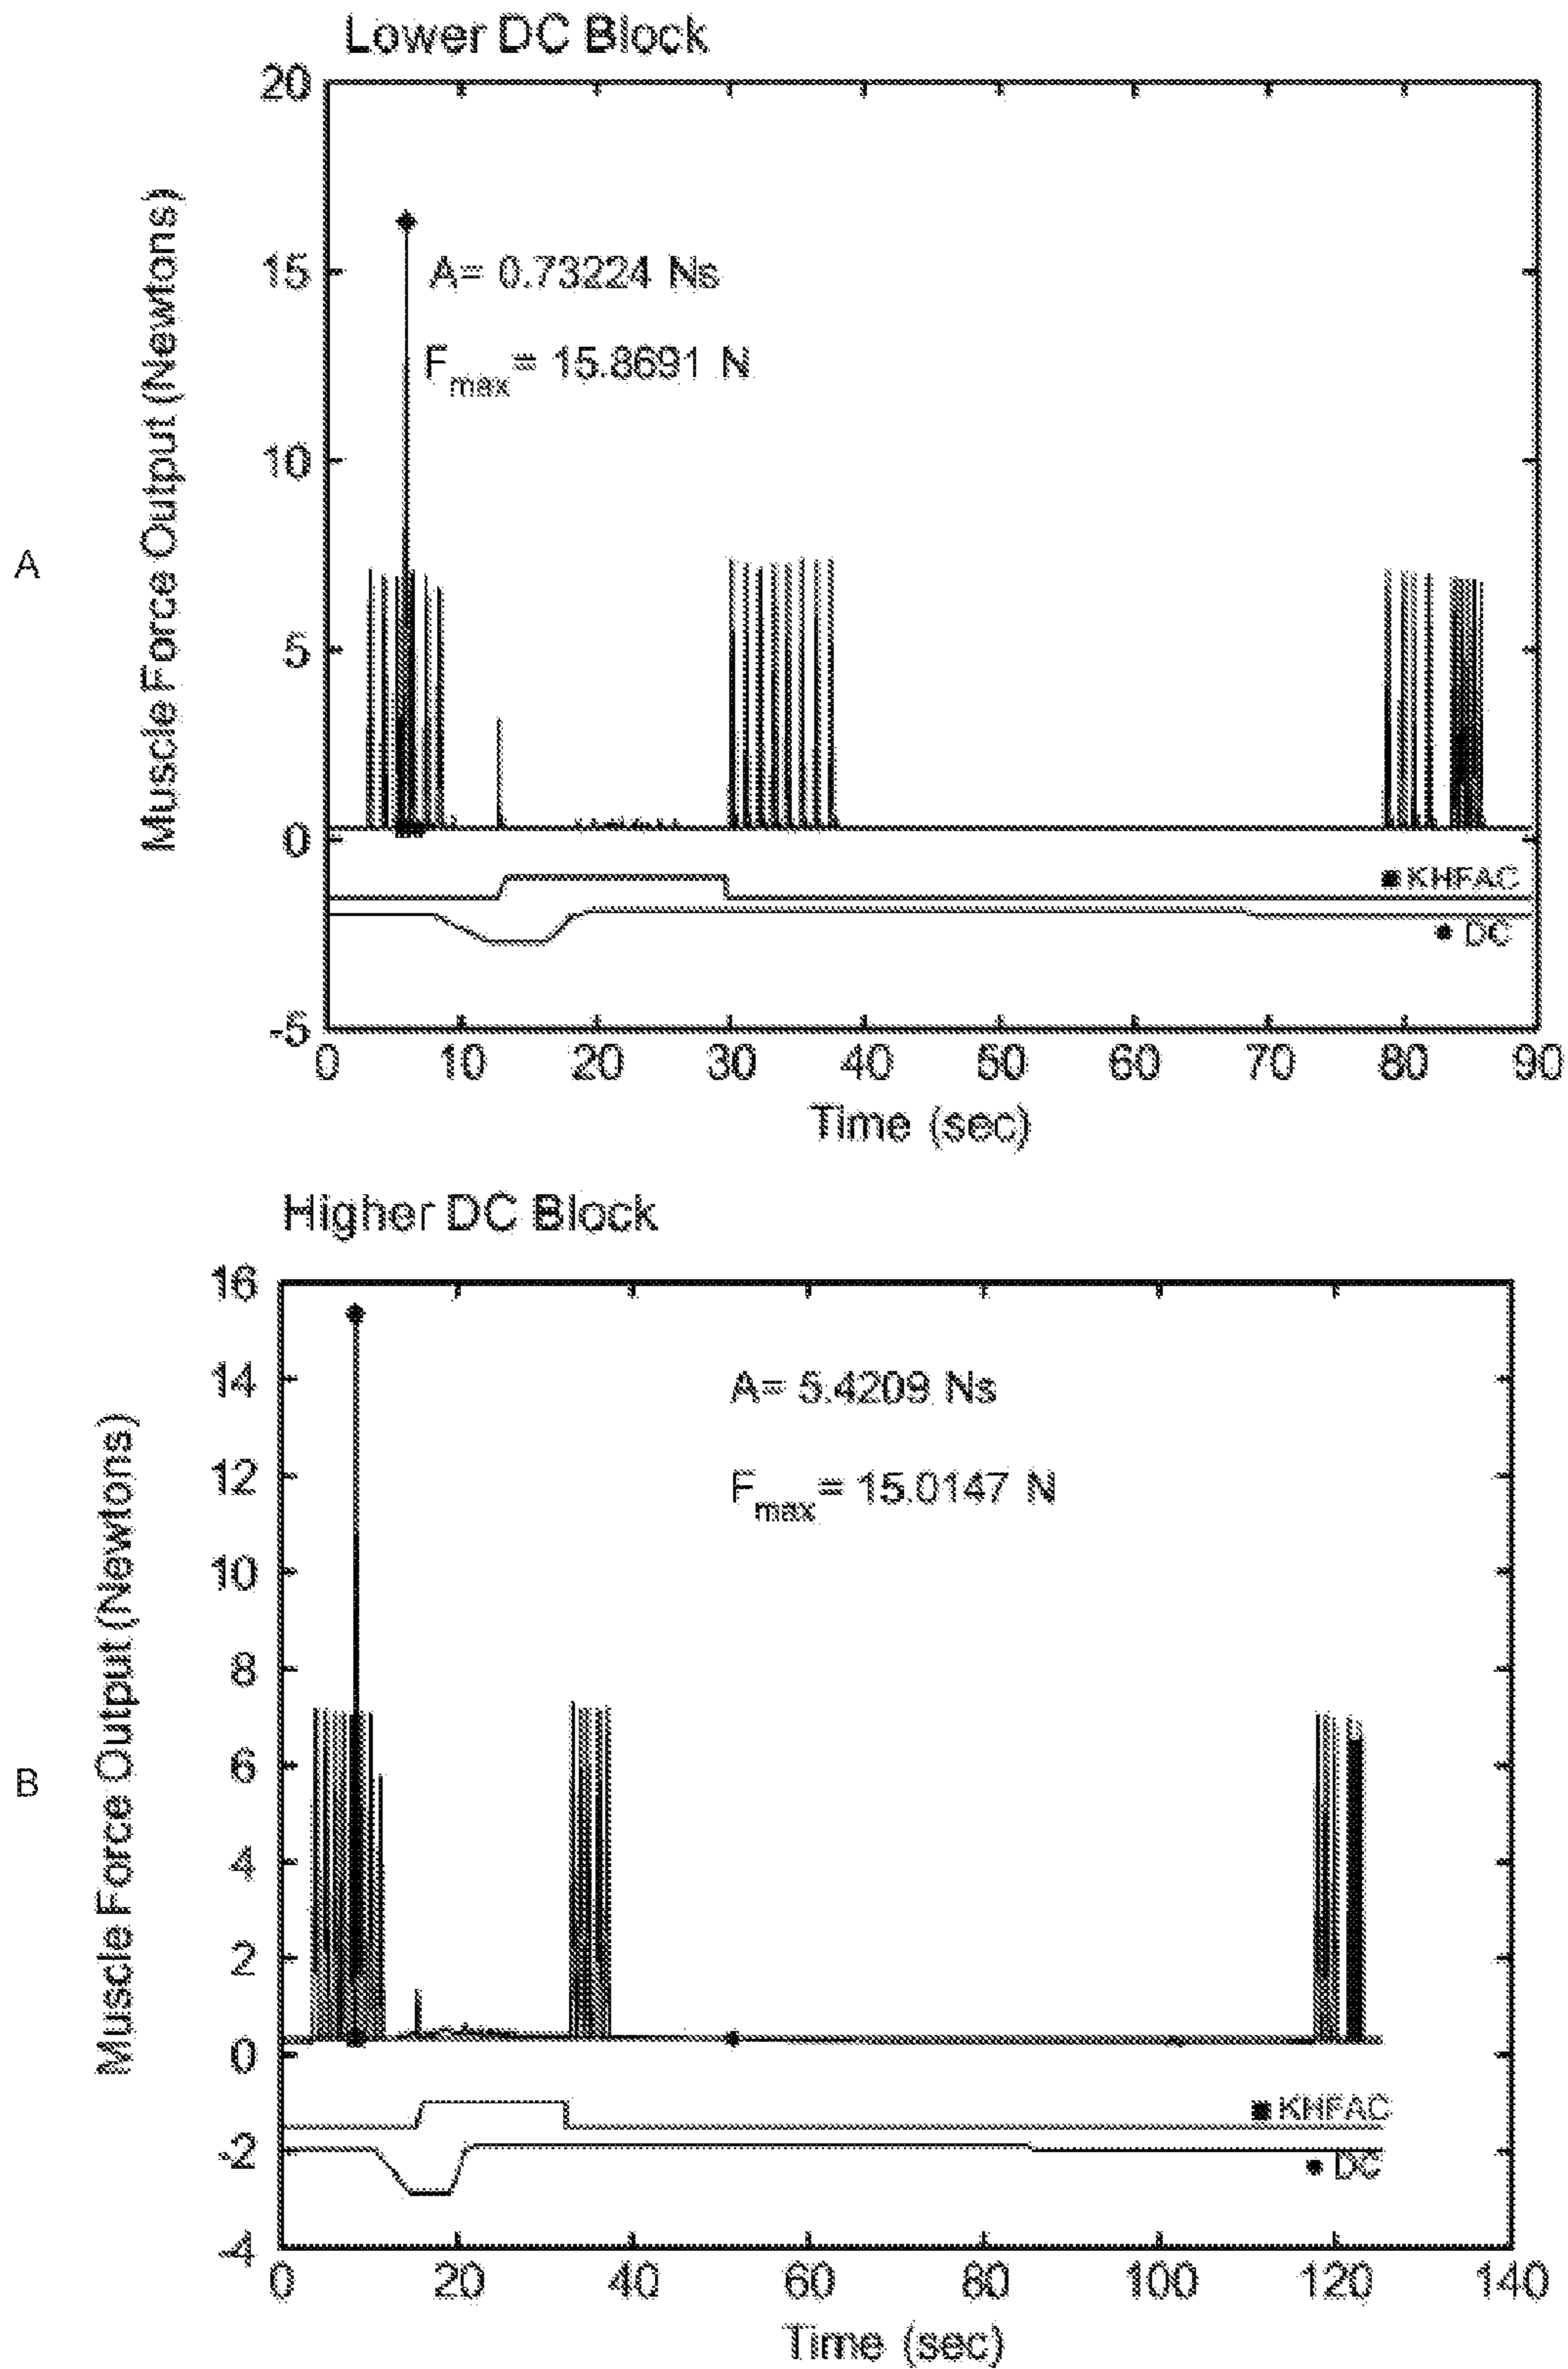 Lower DC Block
20
15
10
5
0
-5
A= 0.73224 Ns
Fmax= 15.8691 N
Muscle Force Output (Newtons)
A
KHFAC
DC
0 10 20 30 40 50 60 70 80 90
Time (sec)
Higher DC Block
16
14
12
10
8
6
4
2
0
-2
-4
A= 5.4209 Ns
Fmax= 15.0147 N
Muscle Force Output (Newtons)
B
KHFAC
DC
0 20 40 60 80 100 120 140
Time (sec)